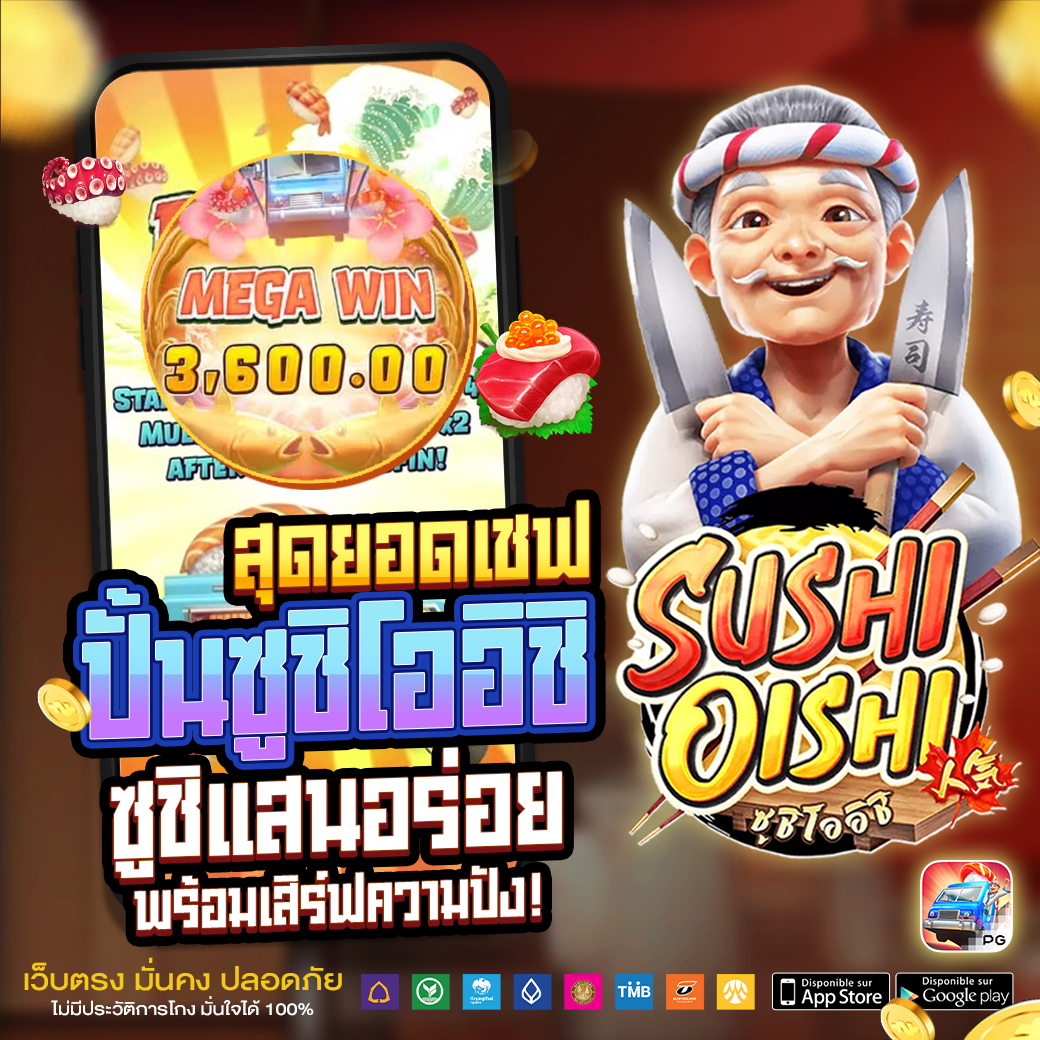 MEGA WIN
3,600.00
x2
AFTER
สุดยอดเชฟ
ปั้นซูชิโออิชิ
ซูชิแสนอร่อย
พร้อมเสิร์ฟความปัง!
寿司
SUSHI
OISHI
人気
ซูชิโออิชิ
PG
เว็บตรง มั่นคง ปลอดภัย
ไม่มีประวัติการโกง มั่นใจได้ 100%
TMB
Disponible sur
App Store
Disponible sur
Google play